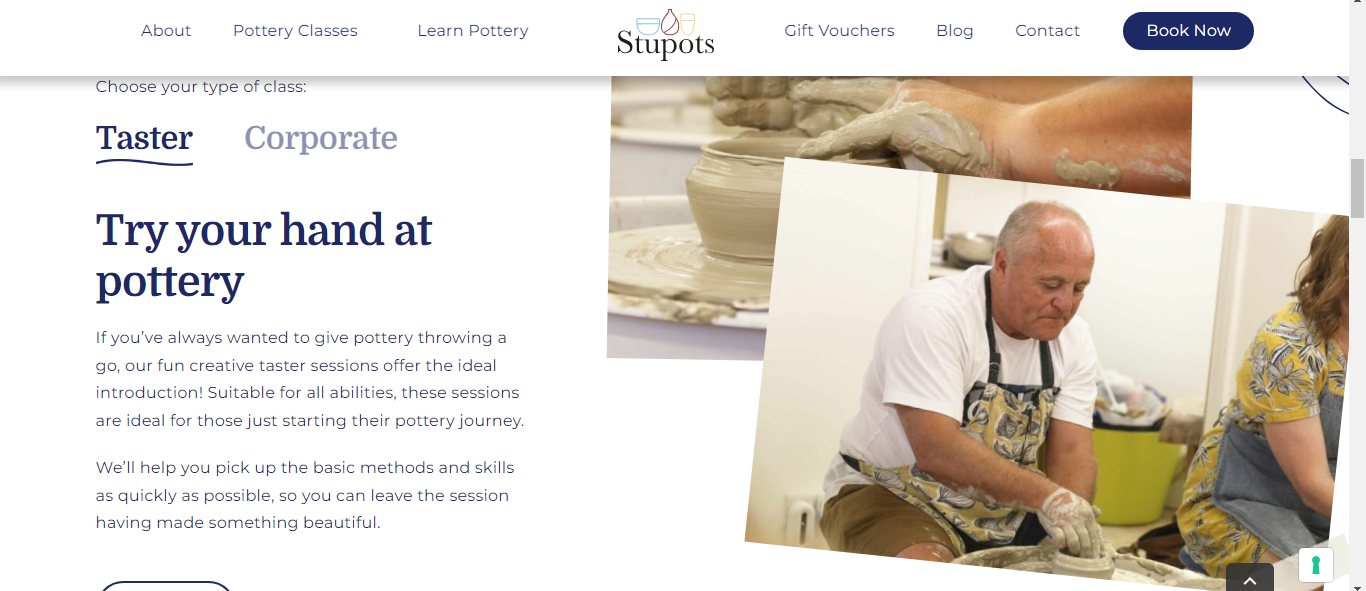 About Pottery Classes Learn Pottery Stupots Gift Vouchers Blog Contact Book Now
Choose your type of class:
Taster Corporate
Try your hand at
pottery
If you’ve always wanted to give pottery throwing a
go, our fun creative taster sessions offer the ideal
introduction! Suitable for all abilities, these sessions
are ideal for those just starting their pottery journey.
We’ll help you pick up the basic methods and skills
as quickly as possible, so you can leave the session
having made something beautiful.